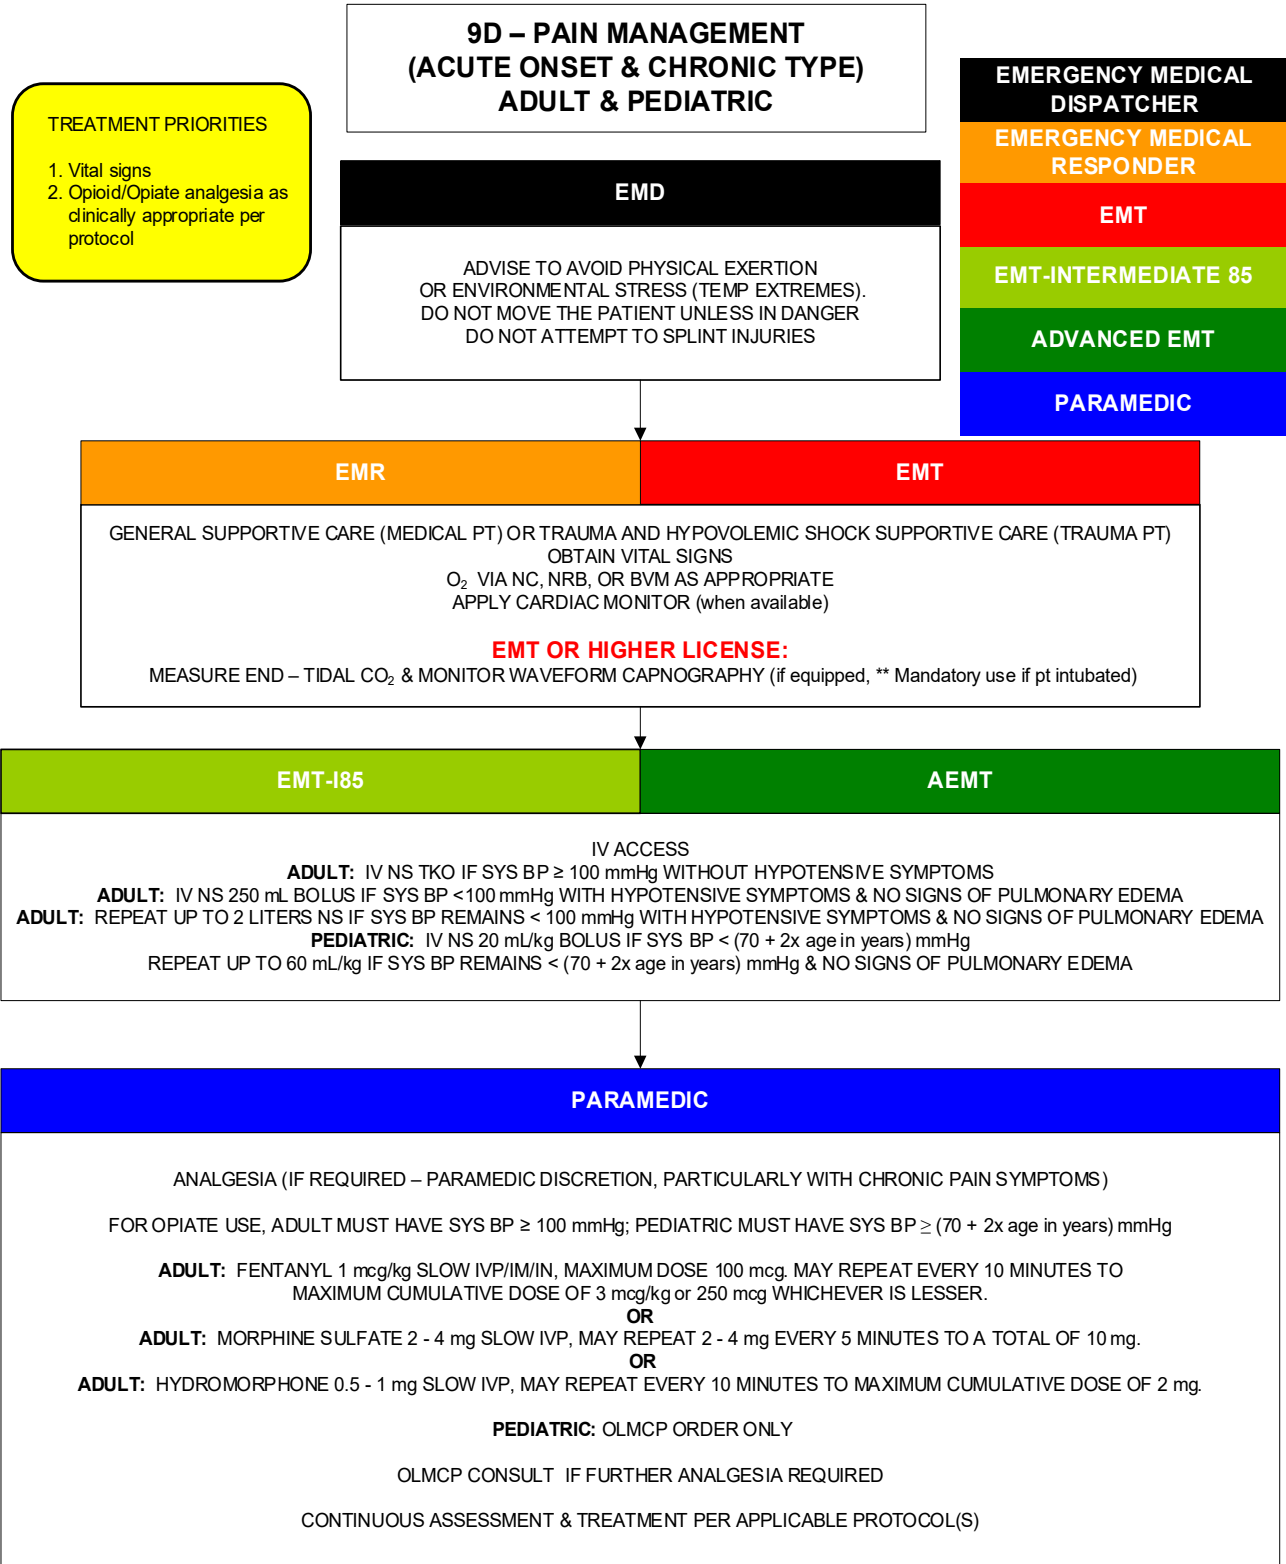 9D – PAIN MANAGEMENT
(ACUTE ONSET & CHRONIC TYPE)
ADULT & PEDIATRIC
TREATMENT PRIORITIES
1. Vital signs
2. Opioid/Opiate analgesia as
clinically appropriate per
protocol
EMERGENCY MEDICAL
DISPATCHER
EMERGENCY MEDICAL
RESPONDER
EMT
EMT-INTERMEDIATE 85
ADVANCED EMT
PARAMEDIC
EMD
ADVISE TO AVOID PHYSICAL EXERTION
OR ENVIRONMENTAL STRESS (TEMP EXTREMES).
DO NOT MOVE THE PATIENT UNLESS IN DANGER
DO NOT ATTEMPT TO SPLINT INJURIES
EMR
EMT
GENERAL SUPPORTIVE CARE (MEDICAL PT) OR TRAUMA AND HYPOVOLEMIC SHOCK SUPPORTIVE CARE (TRAUMA PT)
OBTAIN VITAL SIGNS
O₂ VIA NC, NRB, OR BVM AS APPROPRIATE
APPLY CARDIAC MONITOR (when available)
EMT OR HIGHER LICENSE:
MEASURE END – TIDAL CO₂ & MONITOR WAVEFORM CAPNOGRAPHY (if equipped, ** Mandatory use if pt intubated)
EMT-I85
AEMT
IV ACCESS
ADULT: IV NS TKO IF SYS BP ≥ 100 mmHg WITHOUT HYPOTENSIVE SYMPTOMS
ADULT: IV NS 250 mL BOLUS IF SYS BP <100 mmHg WITH HYPOTENSIVE SYMPTOMS & NO SIGNS OF PULMONARY EDEMA
ADULT: REPEAT UP TO 2 LITERS NS IF SYS BP REMAINS < 100 mmHg WITH HYPOTENSIVE SYMPTOMS & NO SIGNS OF PULMONARY EDEMA
PEDIATRIC: IV NS 20 mL/kg BOLUS IF SYS BP < (70 + 2x age in years) mmHg
REPEAT UP TO 60 mL/kg IF SYS BP REMAINS < (70 + 2x age in years) mmHg & NO SIGNS OF PULMONARY EDEMA
PARAMEDIC
ANALGESIA (IF REQUIRED – PARAMEDIC DISCRETION, PARTICULARLY WITH CHRONIC PAIN SYMPTOMS)
FOR OPIATE USE, ADULT MUST HAVE SYS BP ≥ 100 mmHg; PEDIATRIC MUST HAVE SYS BP ≥ (70 + 2x age in years) mmHg
ADULT: FENTANYL 1 mcg/kg SLOW IVP/IM/IN, MAXIMUM DOSE 100 mcg. MAY REPEAT EVERY 10 MINUTES TO
MAXIMUM CUMULATIVE DOSE OF 3 mcg/kg or 250 mcg WHICHEVER IS LESSER.
OR
ADULT: MORPHINE SULFATE 2 - 4 mg SLOW IVP, MAY REPEAT 2 - 4 mg EVERY 5 MINUTES TO A TOTAL OF 10 mg.
OR
ADULT: HYDROMORPHONE 0.5 - 1 mg SLOW IVP, MAY REPEAT EVERY 10 MINUTES TO MAXIMUM CUMULATIVE DOSE OF 2 mg.
PEDIATRIC: OLMCP ORDER ONLY
OLMCP CONSULT IF FURTHER ANALGESIA REQUIRED
CONTINUOUS ASSESSMENT & TREATMENT PER APPLICABLE PROTOCOL(S)